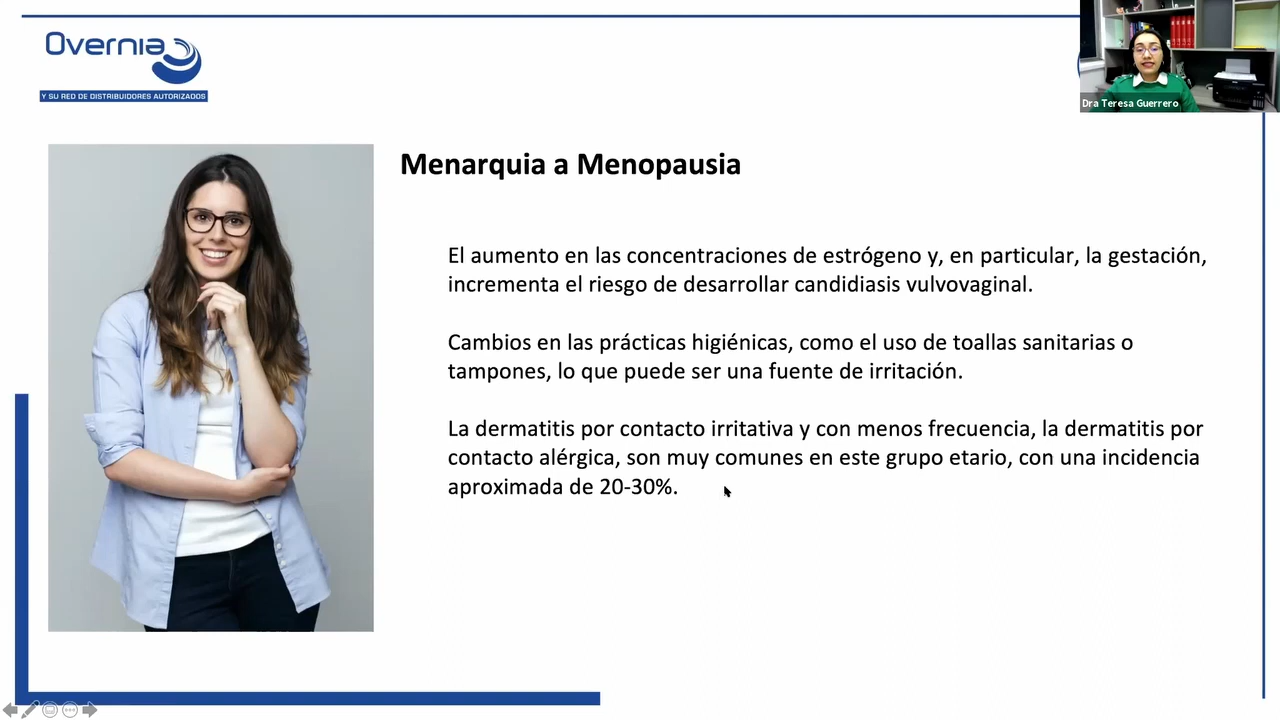 Overnia
Y SU RED DE DISTRIBUIDORES AUTORIZADOS
Dra Teresa Guerrero
Menarquia a Menopausia
El aumento en las concentraciones de estrógeno y, en particular, la gestación,
incrementa el riesgo de desarrollar candidiasis vulvovaginal.
Cambios en las prácticas higiénicas, como el uso de toallas sanitarias o
tampones, lo que puede ser una fuente de irritación.
La dermatitis por contacto irritativa y con menos frecuencia, la dermatitis por
contacto alérgica, son muy comunes en este grupo etario, con una incidencia
aproximada de 20-30%.